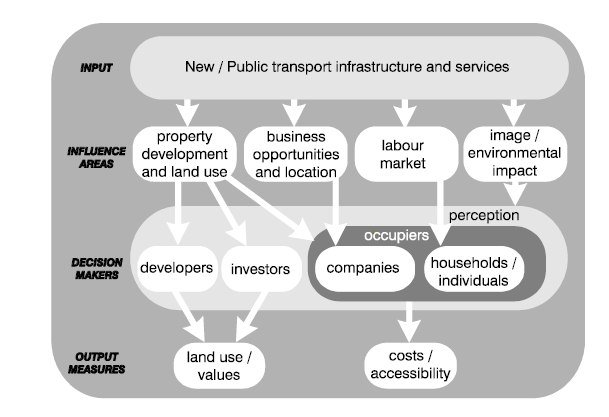 INPUT
New / Public transport infrastructure and services
INFLUENCE
AREAS
property
development
and land use
business
opportunities
and location
labour
market
image /
environmental
impact
perception
occupiers
DECISION
MAKERS
developers
investors
companies
households /
individuals
OUTPUT
MEASURES
land use /
values
costs /
accessibility